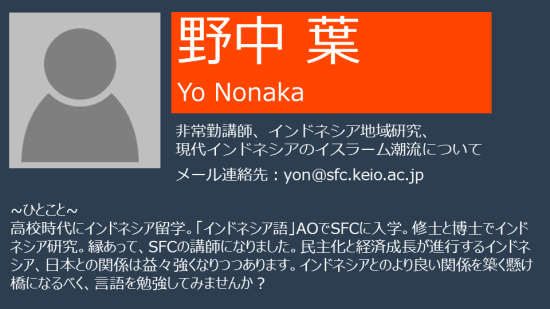 野中 葉
Yo Nonaka
非常勤講師、インドネシア地域研究、
現代インドネシアのイスラーム潮流について
メール連絡先：yon@sfc.keio.ac.jp
~ひとこと~
高校時代にインドネシア留学。「インドネシア語」AOでSFCに入学。修士と博士でインド
ネシア研究。縁あって、SFCの講師になりました。民主化と経済成長が進行するインドネ
シア、日本との関係は益々強くなりつつあります。インドネシアとのより良い関係を築く懸け
橋になるべく、言語を勉強してみませんか？